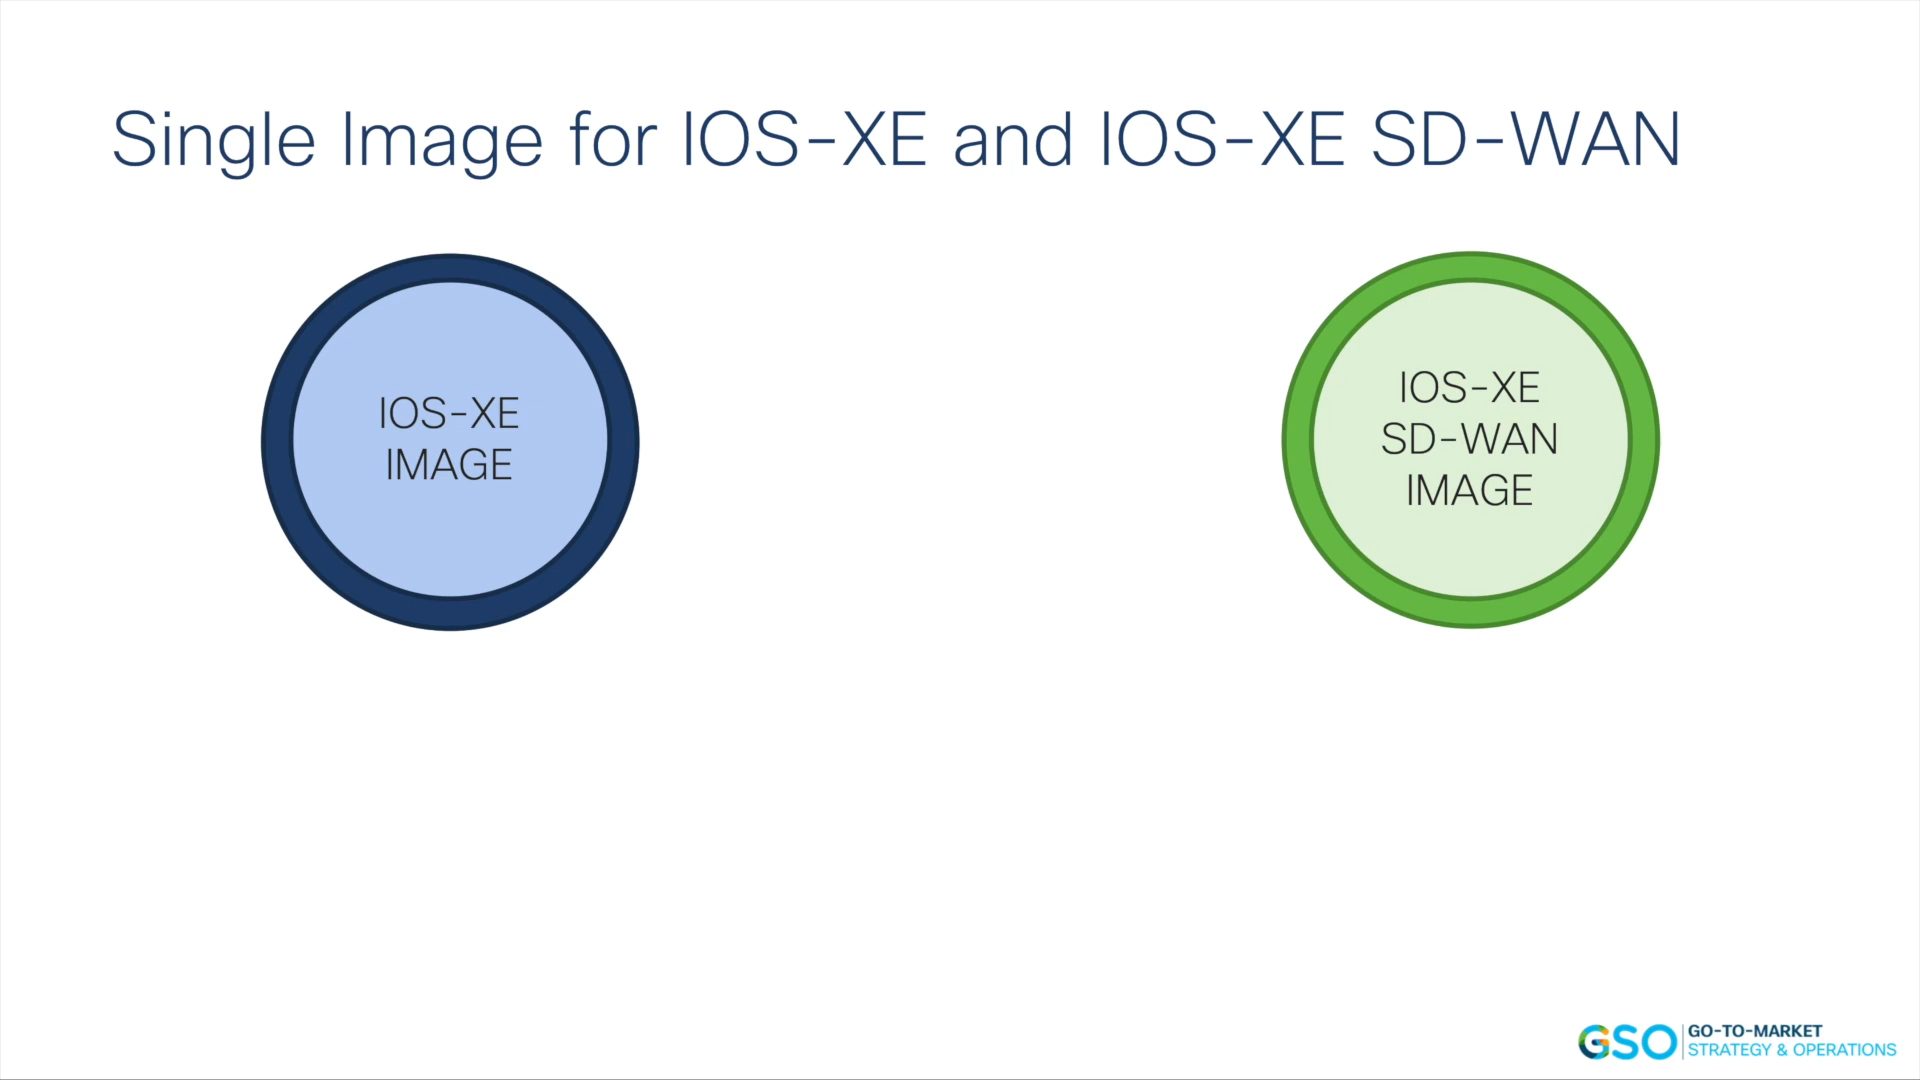 Single Image for IOS-XE and IOS-XE SD-WAN
IOS-XE
IMAGE
IOS-XE
SD-WAN
IMAGE
GSO
GO-TO-MARKET
STRATEGY & OPERATIONS